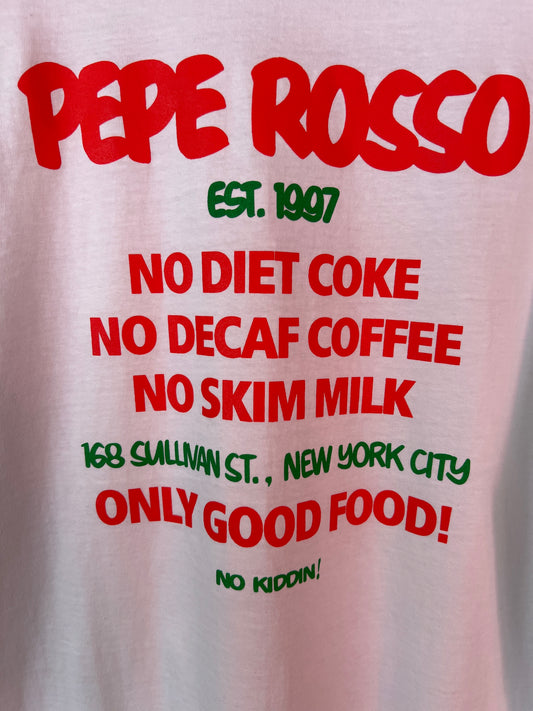 PEPE ROSSO
EST. 1997
NO DIET COKE
NO DECAF COFFEE
NO SKIM MILK
168 SULLIVAN ST., NEW YORK CITY
ONLY GOOD FOOD!
NO KIDDIN!